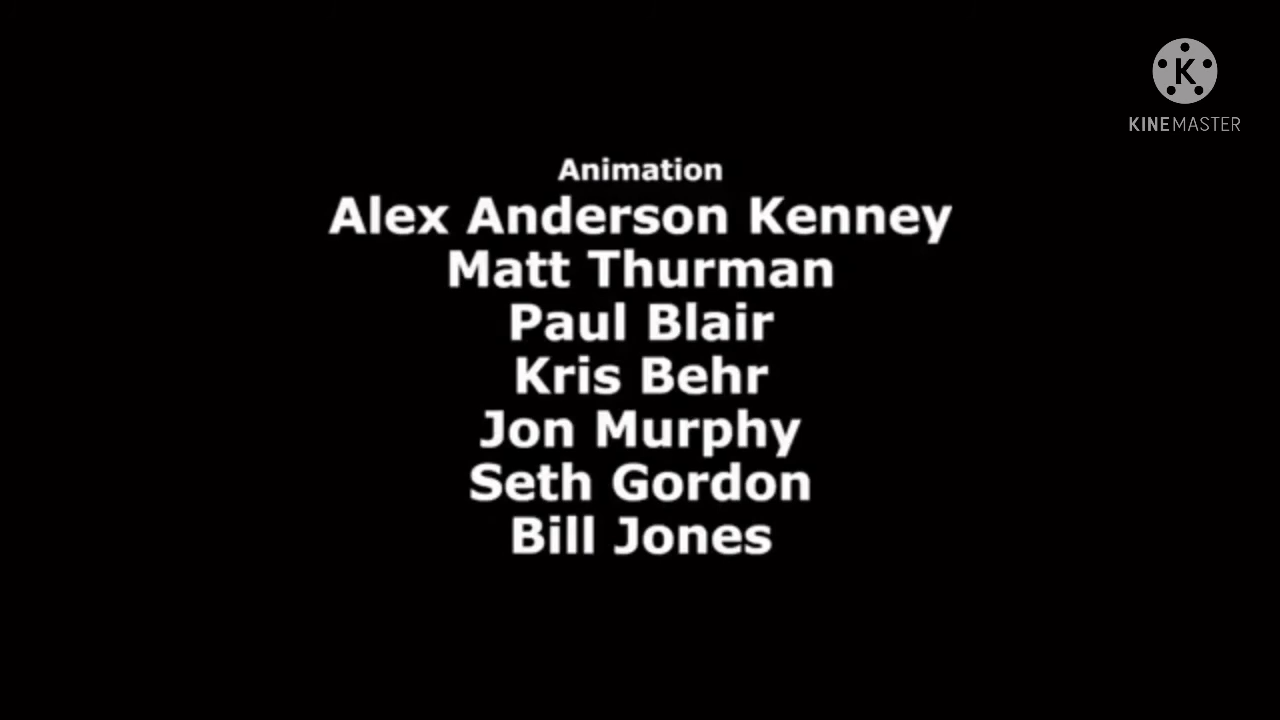 K
KINEMASTER
Animation
Alex Anderson Kenney
Matt Thurman
Paul Blair
Kris Behr
Jon Murphy
Seth Gordon
Bill Jones